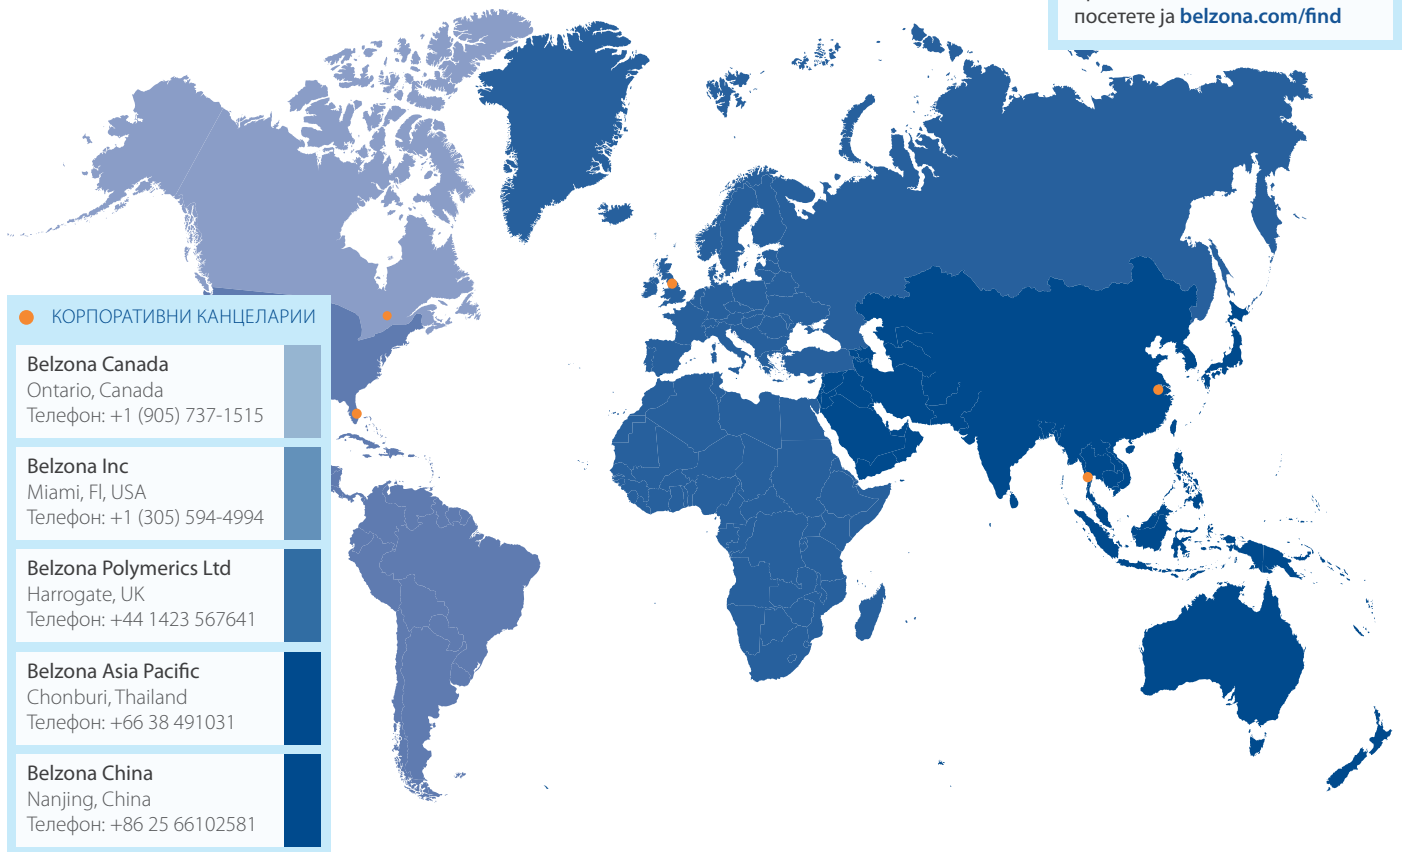 посетете ја belzona.com/find
КОРПОРАТИВНИ КАНЦЕЛАРИИ
Belzona Canada
Ontario, Canada
Телефон: +1 (905) 737-1515
Belzona Inc
Miami, Fl, USA
Телефон: +1 (305) 594-4994
Belzona Polymerics Ltd
Harrogate, UK
Телефон: +44 1423 567641
Belzona Asia Pacific
Chonburi, Thailand
Телефон: +66 38 491031
Belzona China
Nanjing, China
Телефон: +86 25 66102581